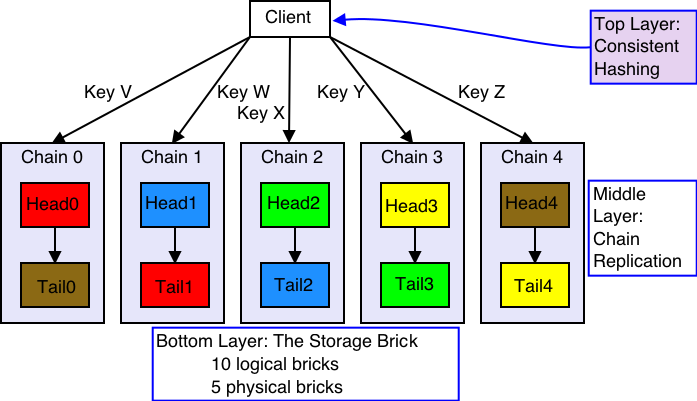 Client
Top Layer:
Consistent
Hashing
Key V
Key W
Key X
Key Y
Key Z
Chain 0
Chain 1
Chain 2
Chain 3
Chain 4
Head0
Head1
Head2
Head3
Head4
Middle
Layer:
Chain
Replication
Tail0
Tail1
Tail2
Tail3
Tail4
Bottom Layer: The Storage Brick
10 logical bricks
5 physical bricks